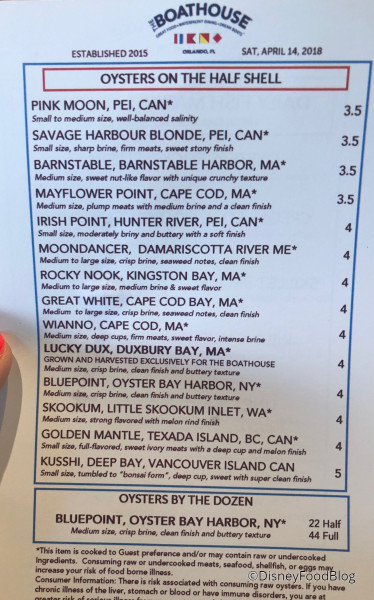 THE
BOATHOUSE
GREAT FOOD • WATERFRONT DINING • DREAM BOATS
ORLANDO, FL
ESTABLISHED 2015 SAT, APRIL 14, 2018
OYSTERS ON THE HALF SHELL
PINK MOON, PEI, CAN* 3.5
Small to medium size, well-balanced salinity
SAVAGE HARBOUR BLONDE, PEI, CAN* 3.5
Small size, sharp brine, firm meats, sweet stony finish
BARNSTABLE, BARNSTABLE HARBOR, MA* 3.5
Medium size, sweet nut-like flavor with unique crunchy texture
MAYFLOWER POINT, CAPE COD, MA* 3.5
Medium size, plump meats with medium brine and a clean finish
IRISH POINT, HUNTER RIVER, PEI, CAN* 4
Small size, moderately briny and buttery with a soft finish
MOONDANCER, DAMARISCOTTA RIVER ME* 4
Medium to large size, crisp brine, seaweed notes, clean finish
ROCKY NOOK, KINGSTON BAY, MA* 4
Medium to large size, medium brine & sweet flavor
GREAT WHITE, CAPE COD BAY, MA* 4
Medium to large size, crisp brine, seaweed notes, clean finish
WIANNO, CAPE COD, MA* 4
Medium size, deep cups, firm meats, sweet flavor, intense brine
LUCKY DUX, DUXBURY BAY, MA* 4
GROWN AND HARVESTED EXCLUSIVELY FOR THE BOATHOUSE
Medium size, crisp brine, clean finish and buttery texture
BLUEPOINT, OYSTER BAY HARBOR, NY* 4
Medium size, crisp brine, clean finish and buttery texture
SKOOKUM, LITTLE SKOOKUM INLET, WA* 4
Medium size, strong flavored with melon rind finish
GOLDEN MANTLE, TEXADA ISLAND, BC, CAN* 4
Small size, full-flavored, sweet ivory meats with a deep cup and melon finish
KUSSHI, DEEP BAY, VANCOUVER ISLAND CAN 5
Small size, tumbled to "bonsai form", deep cup, sweet with super clean finish
OYSTERS BY THE DOZEN
BLUEPOINT, OYSTER BAY HARBOR, NY* 22 Half
Medium size, crisp brine, clean finish and buttery texture 44 Full
*This item is cooked to Guest preference and/or may contain raw or undercooked
Ingredients. Consuming raw or undercooked meats, seafood, shellfish, or eggs may
increase your risk of food borne illness.
©DisneyFoodBlog
Consumer Information: There is risk associated with consuming raw oysters. If you have
chronic illness of the liver, stomach or blood or have immune disorders, you are at